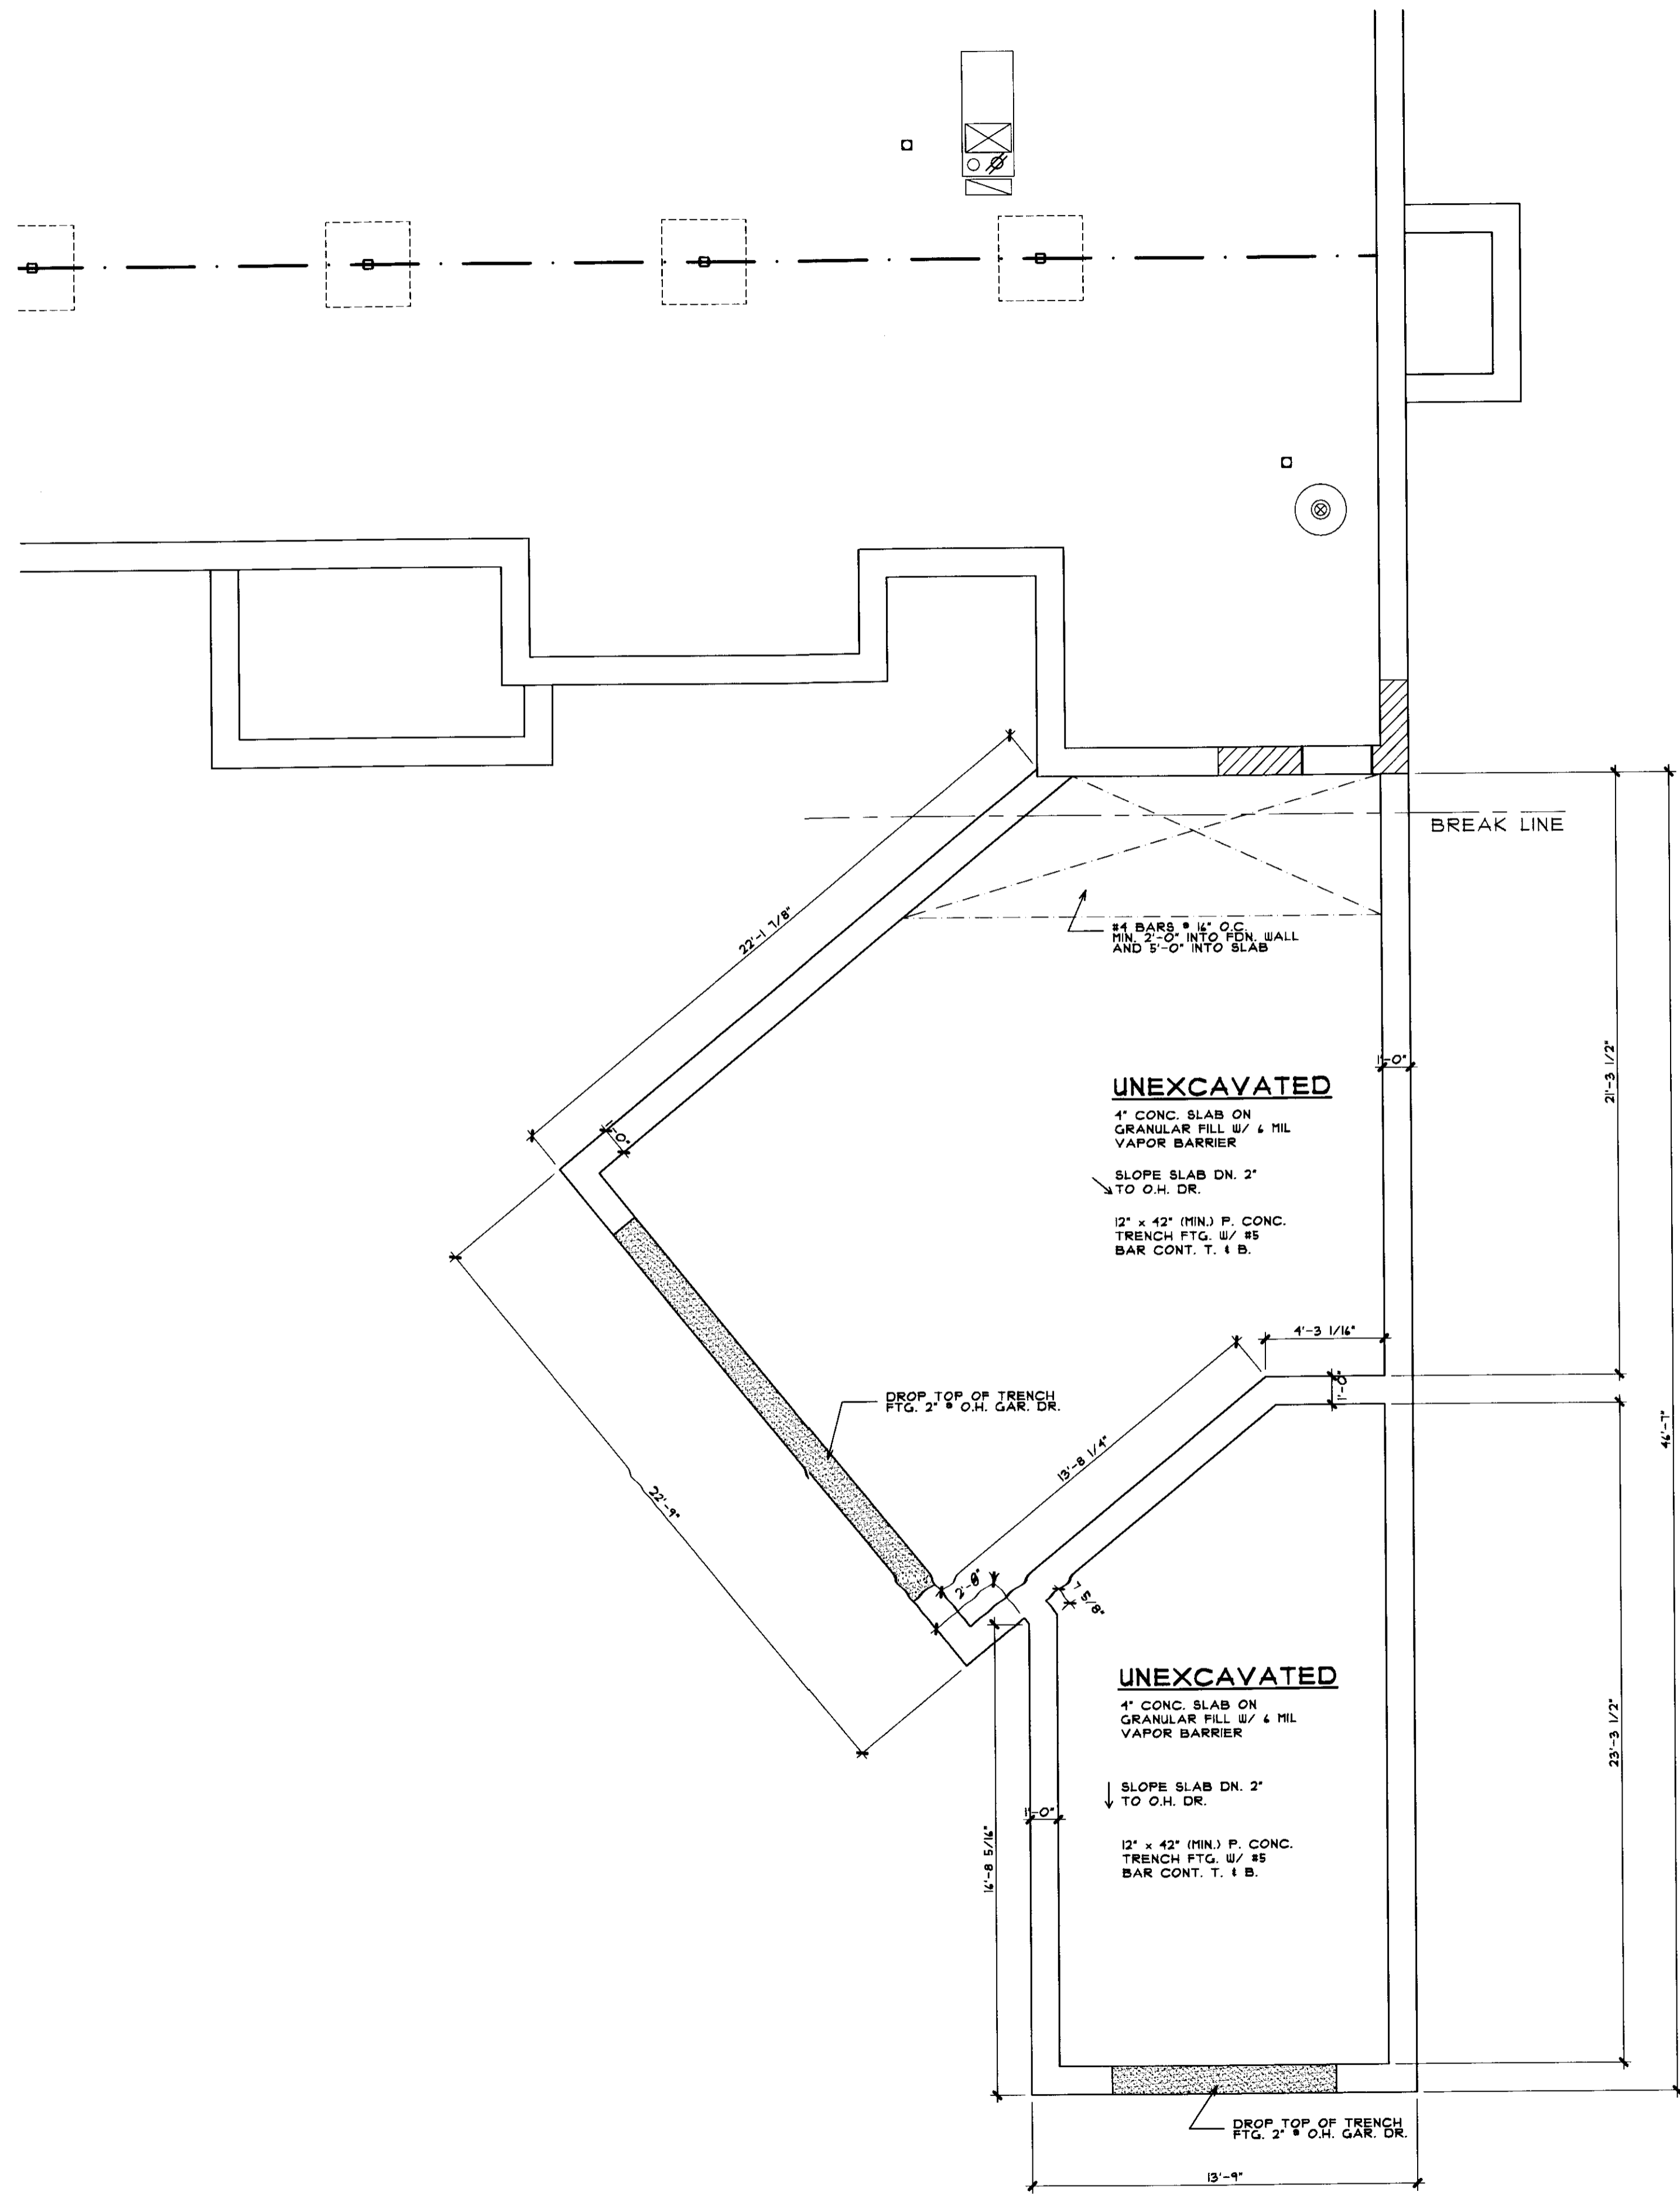 BREAK LINE
22'-1 7/8"
#4 BARS @ 16" O.C.
MIN. 2'-0" INTO FDN. WALL
AND 5'-0" INTO SLAB
1'-0"
21'-3 1/2"
UNEXCAVATED
4" CONC. SLAB ON
GRANULAR FILL W/ 6 MIL
VAPOR BARRIER
SLOPE SLAB DN. 2"
TO O.H. DR.
12" x 42" (MIN.) P. CONC.
TRENCH FTG. W/ #5
BAR CONT. T. & B.
1'-0"
4'-3 1/16"
1'-0"
DROP TOP OF TRENCH
FTG. 2" @ O.H. GAR. DR.
13'-8 1/4"
46'-7"
22'-9"
7 5/8"
UNEXCAVATED
4" CONC. SLAB ON
GRANULAR FILL W/ 6 MIL
VAPOR BARRIER
23'-3 1/2"
SLOPE SLAB DN. 2"
TO O.H. DR.
1'-0"
16'-8 5/16"
12" x 42" (MIN.) P. CONC.
TRENCH FTG. W/ #5
BAR CONT. T. & B.
DROP TOP OF TRENCH
FTG. 2" @ O.H. GAR. DR.
13'-9"